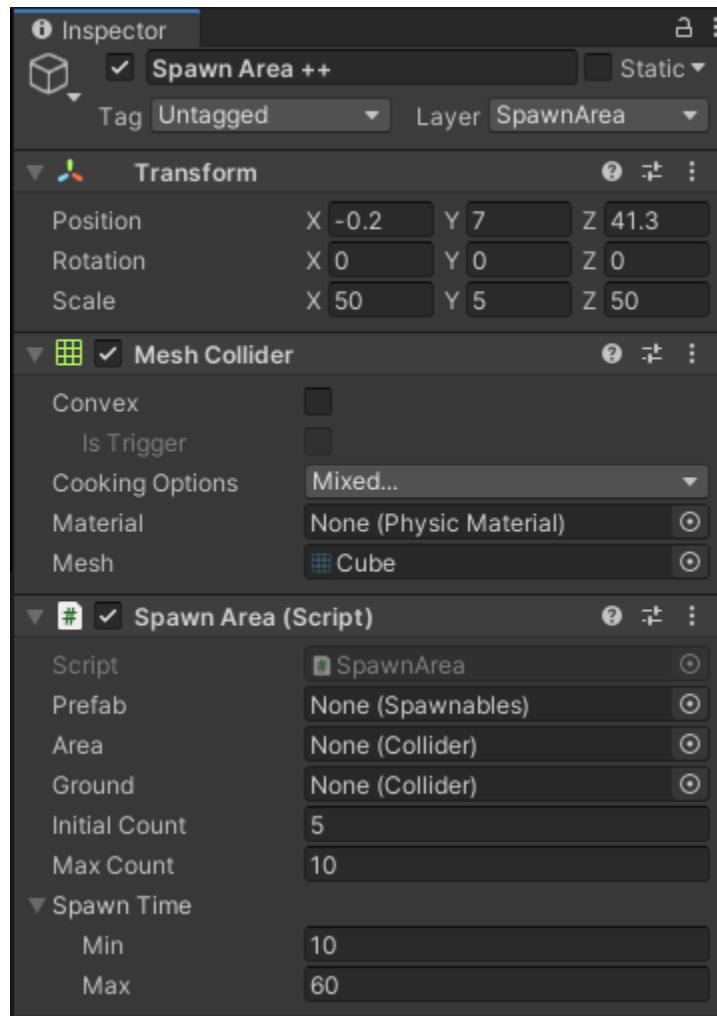 Inspector
Spawn Area ++ Static
Tag Untagged Layer SpawnArea
Transform
Position X -0.2 Y 7 Z 41.3
Rotation X 0 Y 0 Z 0
Scale X 50 Y 5 Z 50
Mesh Collider
Convex
Is Trigger
Cooking Options Mixed...
Material None (Physic Material)
Mesh Cube
# Spawn Area (Script)
Script # SpawnArea
Prefab None (Spawnables)
Area None (Collider)
Ground None (Collider)
Initial Count 5
Max Count 10
Spawn Time
Min 10
Max 60